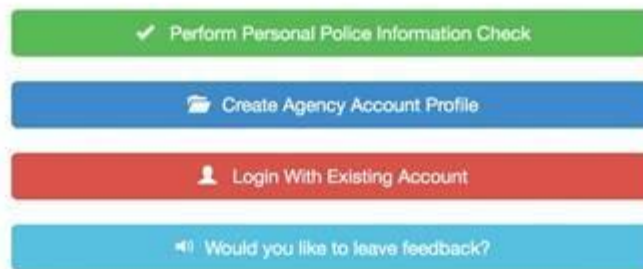 Perform Personal Police Information Check
Create Agency Account Profile
Login With Existing Account
Would you like to leave feedback?